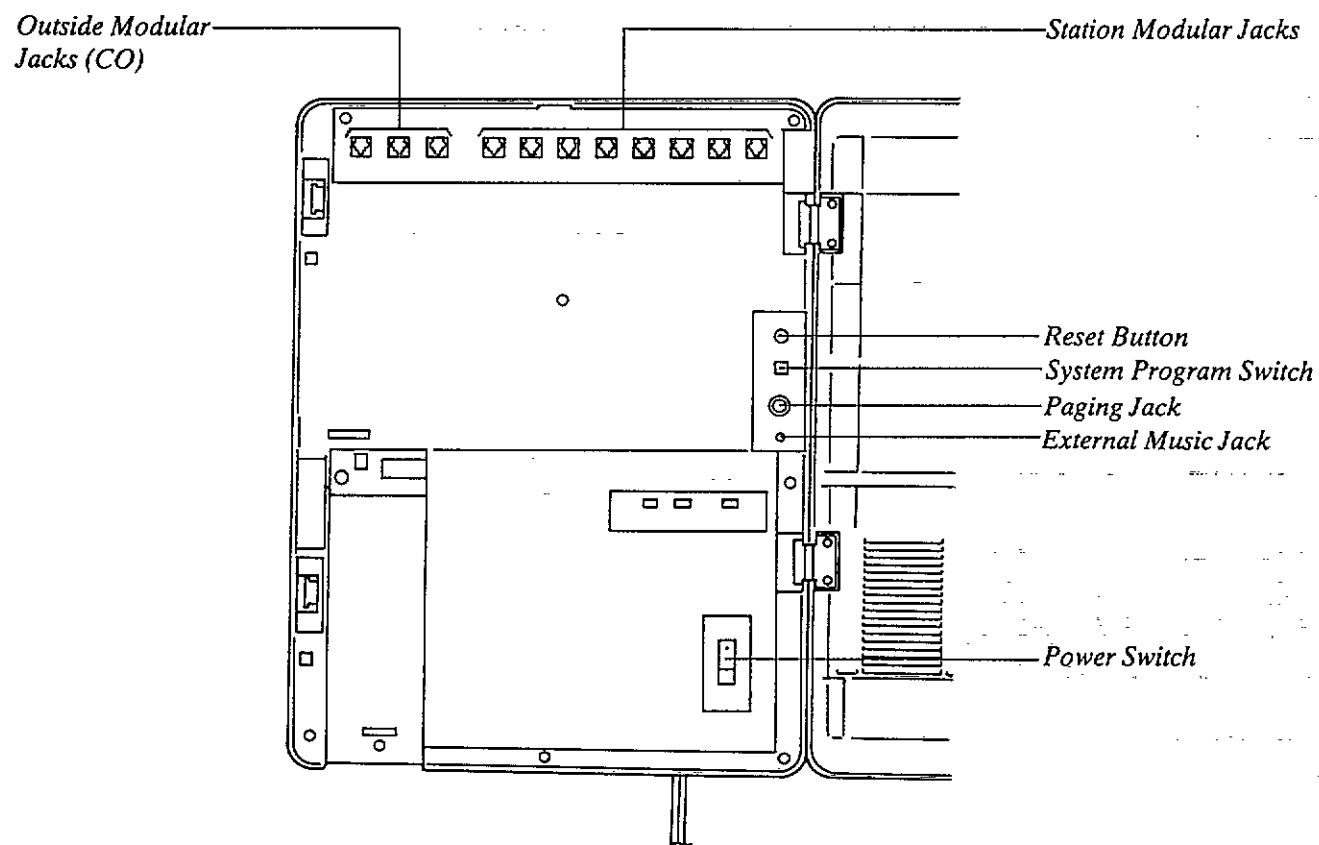 Outside Modular
Jacks (CO)
Station Modular Jacks
Reset Button
System Program Switch
Paging Jack
External Music Jack
Power Switch